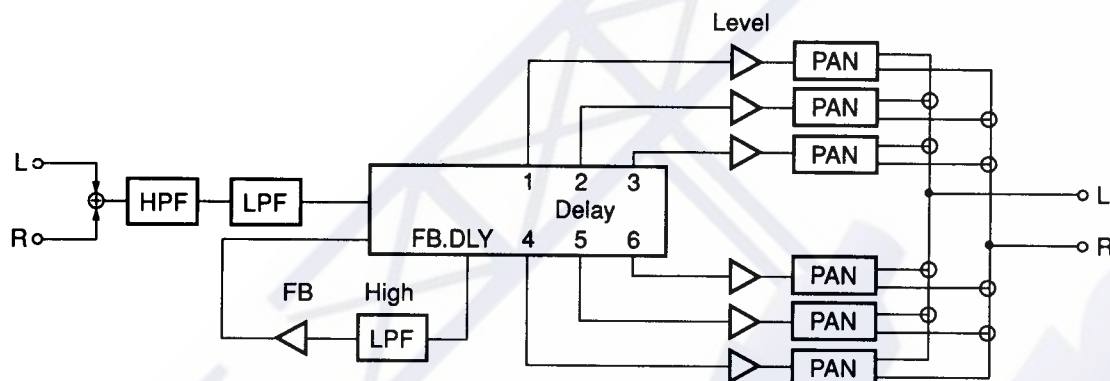 Level
PAN
PAN
PAN
L
R
HPF
LPF
1 2 3
Delay
FB.DLY 4 5 6
L
R
FB
High
LPF
PAN
PAN
PAN